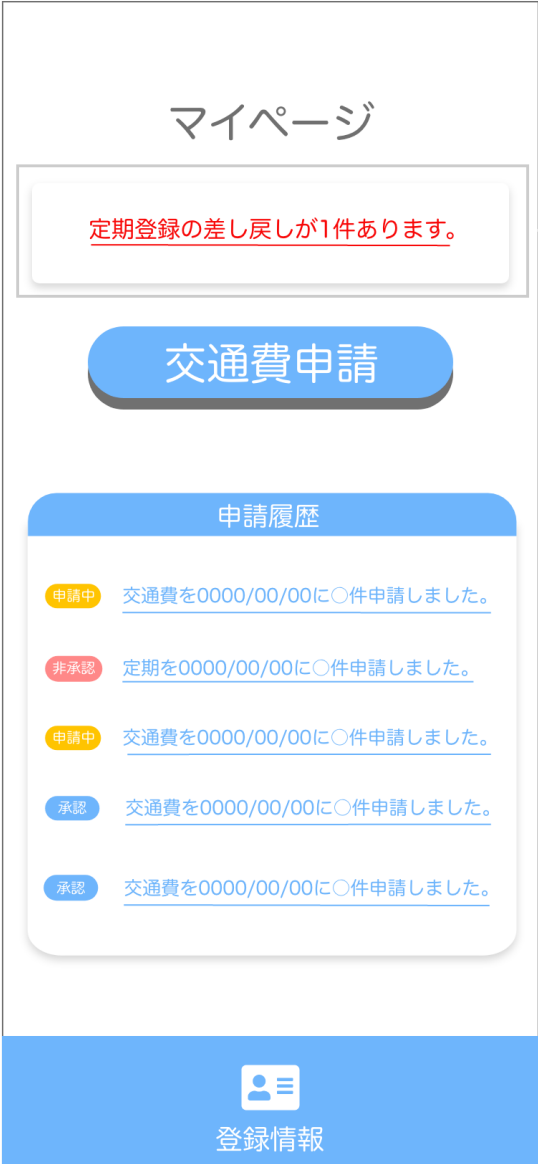 マイページ
定期登録の差し戻しが1件あります。
交通費申請
申請履歴
申請中 交通費を0000/00/00に○件申請しました。
非承認 定期を0000/00/00に○件申請しました。
申請中 交通費を0000/00/00に○件申請しました。
承認 交通費を0000/00/00に○件申請しました。
承認 交通費を0000/00/00に○件申請しました。
登録情報